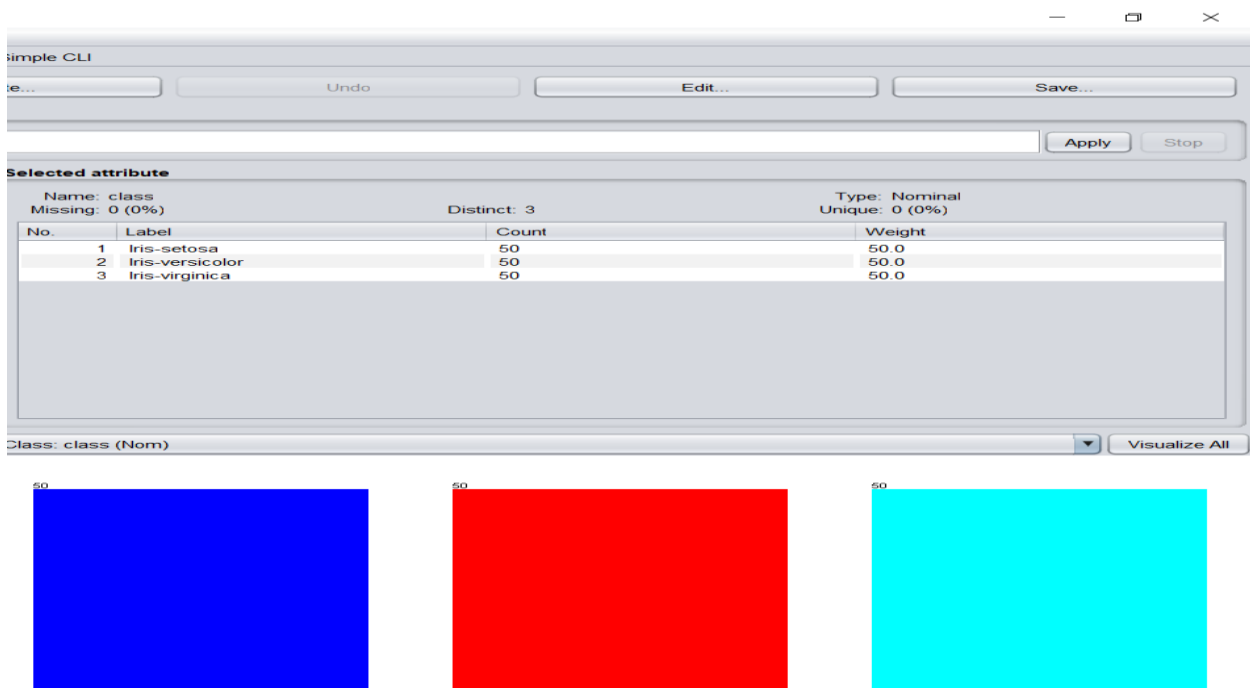 Simple CLI
te... Undo Edit... Save...
Apply Stop
Selected attribute
Name: class Type: Nominal
Missing: 0 (0%) Distinct: 3 Unique: 0 (0%)
No. Label Count Weight
1 Iris-setosa 50 50.0
2 Iris-versicolor 50 50.0
3 Iris-virginica 50 50.0
Class: class (Nom) Visualize All
50 50 50